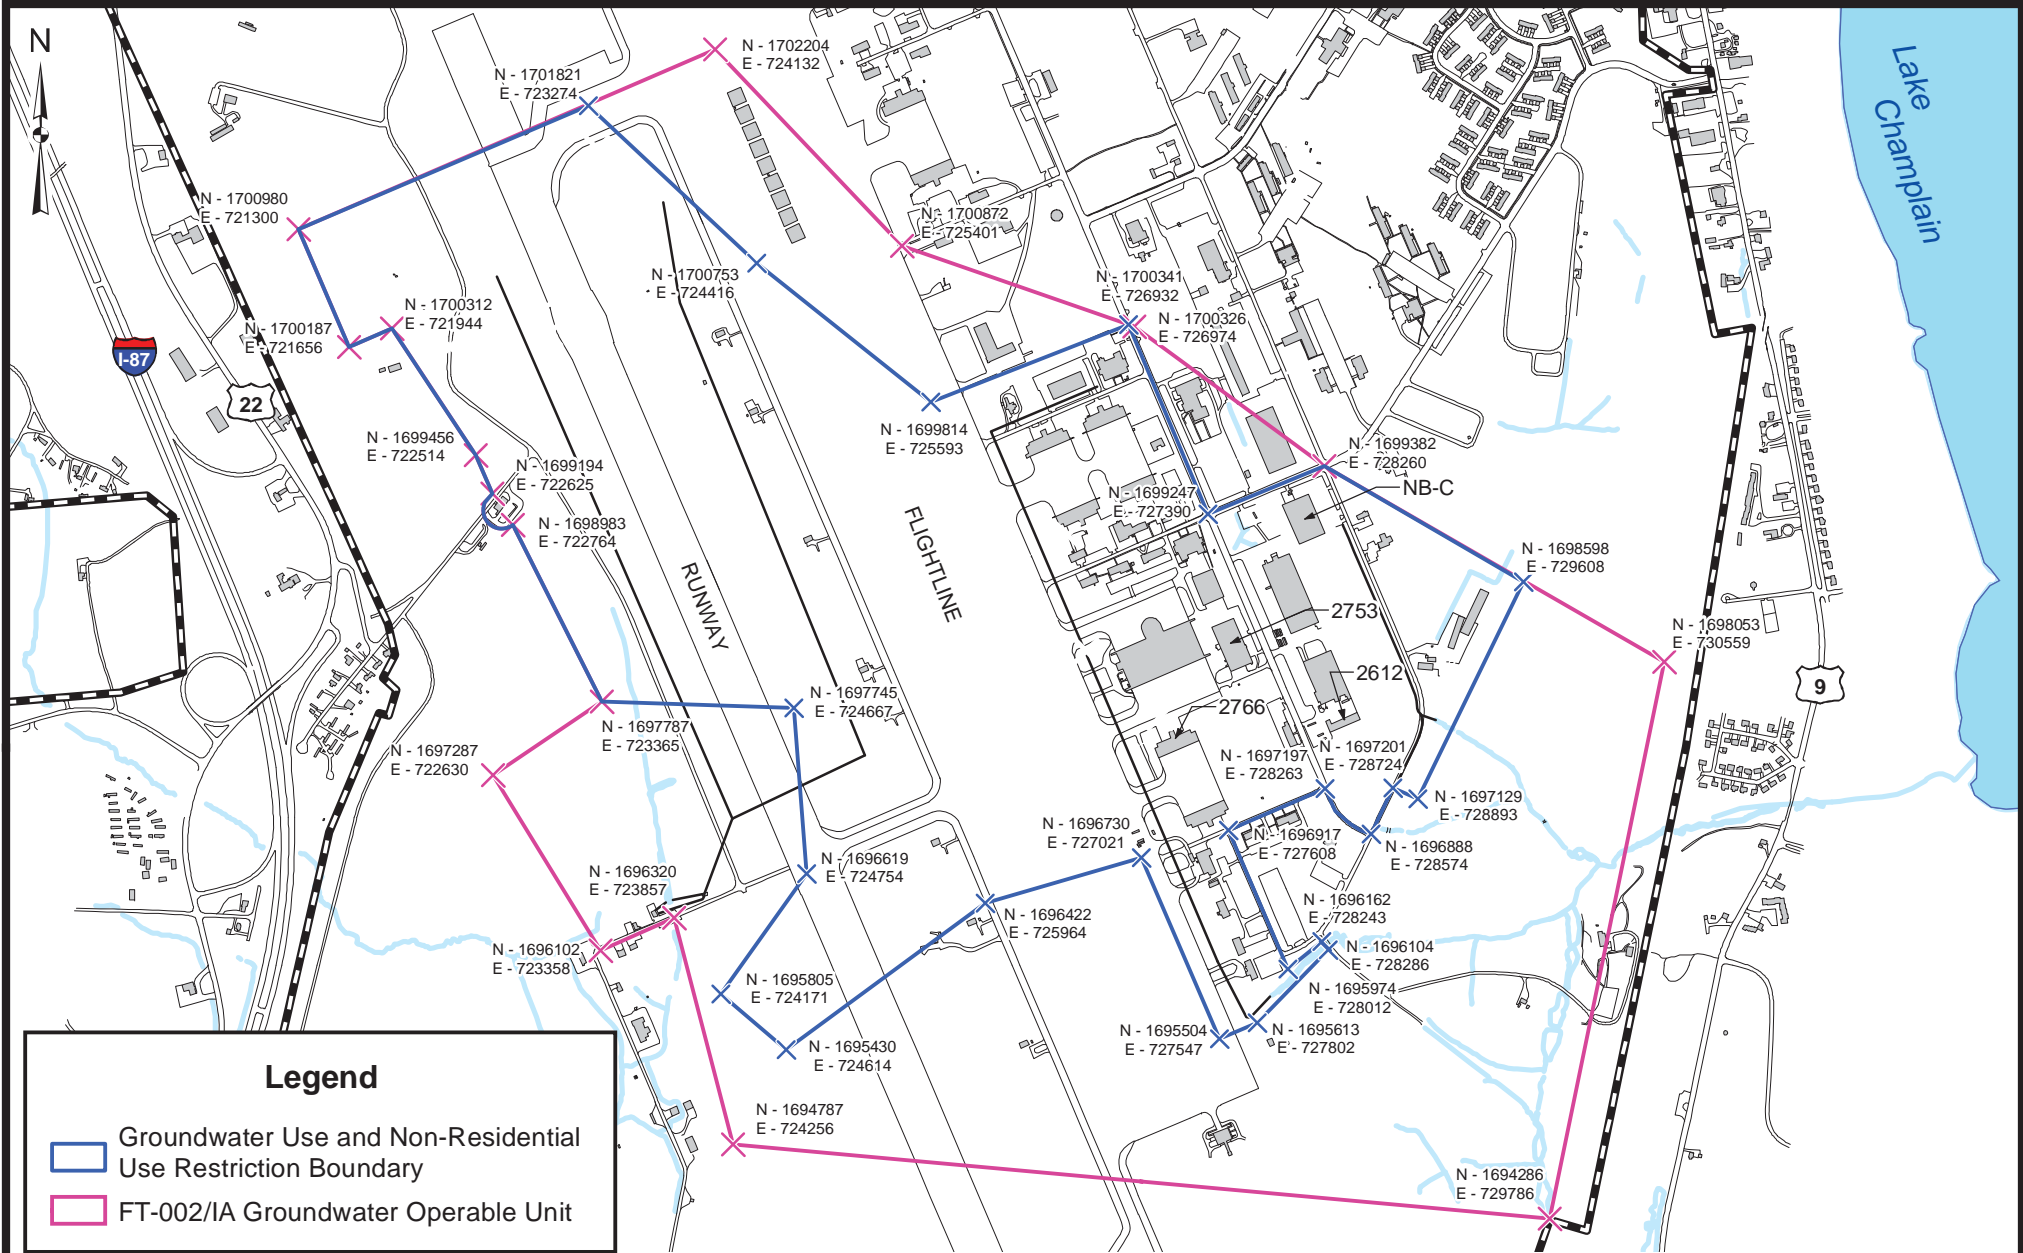 N
N - 1702204
E - 724132
N - 1701821
E - 723274
Lake
Champlain
N - 1700980
E - 721300
N - 1700872
E - 725401
N - 1700753
E - 724416
N - 1700341
E - 726932
N - 1700312
E - 721944
N - 1700187
E - 721656
N - 1700326
E - 726974
I-87
22
N - 1699814
E - 725593
N - 1699456
E - 722514
N - 1699382
E - 728260
N - 1699194
E - 722625
NB-C
N - 1699247
E - 727390
N - 1698983
E - 722764
FLIGHTLINE
RUNWAY
N - 1698598
E - 729608
2753
N - 1698053
E - 730559
2612
9
N - 1697745
E - 724667
2766
N - 1697787
E - 723365
N - 1697287
E - 722630
N - 1697197
E - 728263
N - 1697201
E - 728724
N - 1697129
E - 728893
N - 1696730
E - 727021
N - 1696917
E - 727608
N - 1696888
E - 728574
N - 1696619
E - 724754
N - 1696320
E - 723857
N - 1696422
E - 725964
N - 1696162
E - 728243
N - 1696102
E - 723358
N - 1696104
E - 728286
N - 1695805
E - 724171
N - 1695974
E - 728012
N - 1695504
E - 727547
N - 1695613
E - 727802
N - 1695430
E - 724614
N - 1694787
E - 724256
N - 1694286
E - 729786
Legend
Groundwater Use and Non-Residential
Use Restriction Boundary
FT-002/IA Groundwater Operable Unit